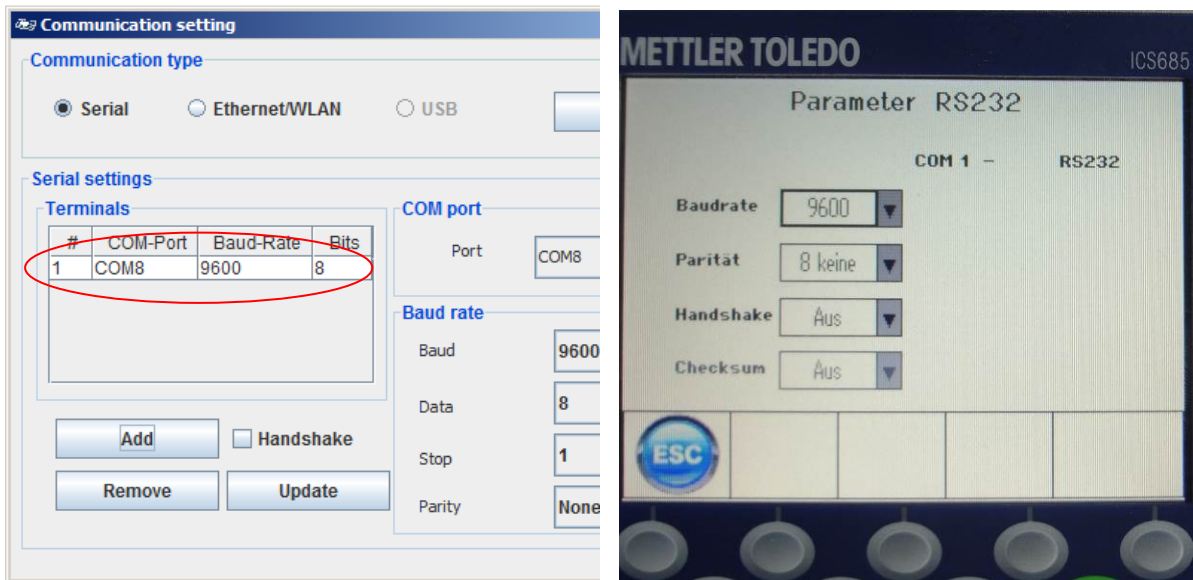 Communication setting
Communication type
Serial
Ethernet/WLAN
USB
Serial settings
Terminals
# COM-Port Baud-Rate Bits
1 COM8 9600 8
Add
Handshake
Remove
Update
COM port
Port COM8
Baud rate
Baud 9600
Data 8
Stop 1
Parity None
METTLER TOLEDO
ICS685
Parameter RS232
COM 1 – RS232
Baudrate 9600
Parität 8 keine
Handshake Aus
Checksum Aus
ESC